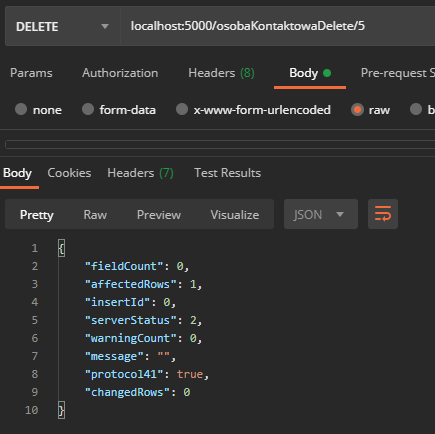 DELETE localhost:5000/osobaKontaktowaDelete/5
Params Authorization Headers (8) Body Pre-request S
none form-data x-www-form-urlencoded raw b
Body Cookies Headers (7) Test Results
Pretty Raw Preview Visualize JSON
1 {
2 "fieldCount": 0,
3 "affectedRows": 1,
4 "insertId": 0,
5 "serverStatus": 2,
6 "warningCount": 0,
7 "message": "",
8 "protocol41": true,
9 "changedRows": 0
10 }